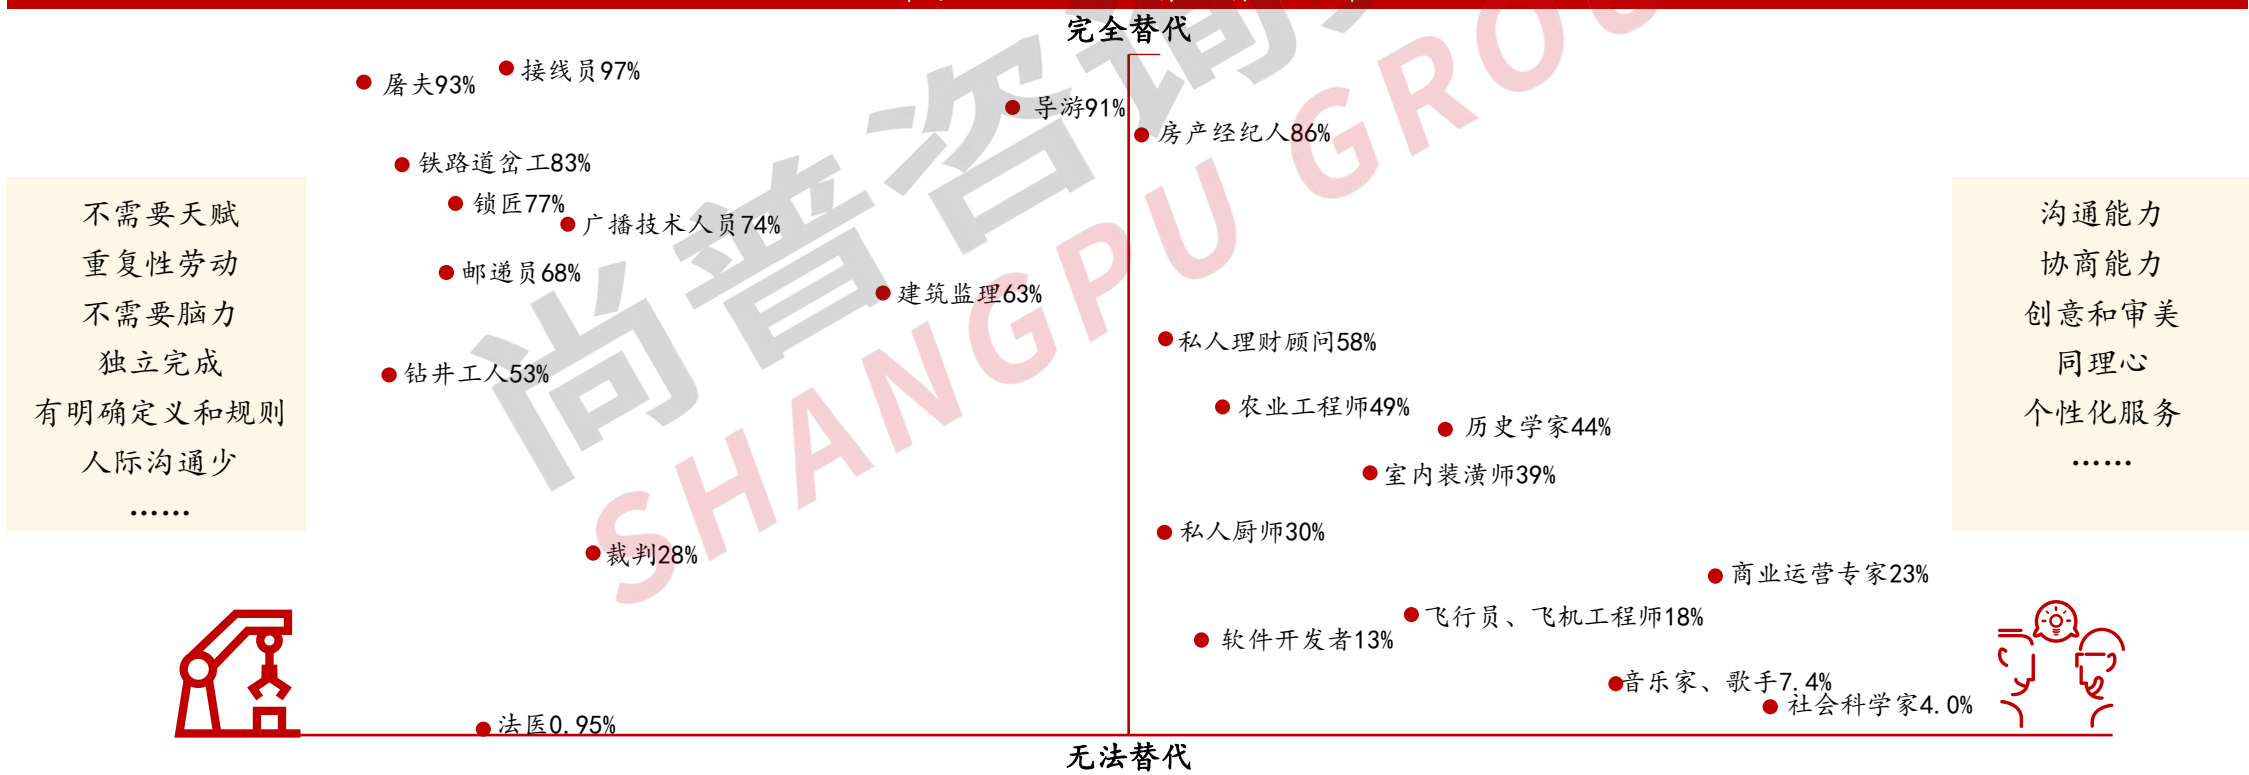 完全替代
接线员97%
屠夫93%
导游91%
房产经纪人86%
铁路道岔工83%
锁匠77%
广播技术人员74%
邮递员68%
建筑监理63%
私人理财顾问58%
钻井工人53%
农业工程师49%
历史学家44%
室内装潢师39%
私人厨师30%
裁判28%
商业运营专家23%
飞行员、飞机工程师18%
软件开发者13%
音乐家、歌手7.4%
社会科学家4.0%
法医0.95%
无法替代
不需要天赋
重复性劳动
不需要脑力
独立完成
有明确定义和规则
人际沟通少
......
沟通能力
协商能力
创意和审美
同理心
个性化服务
......
尚普咨询
SHANGPU GROU